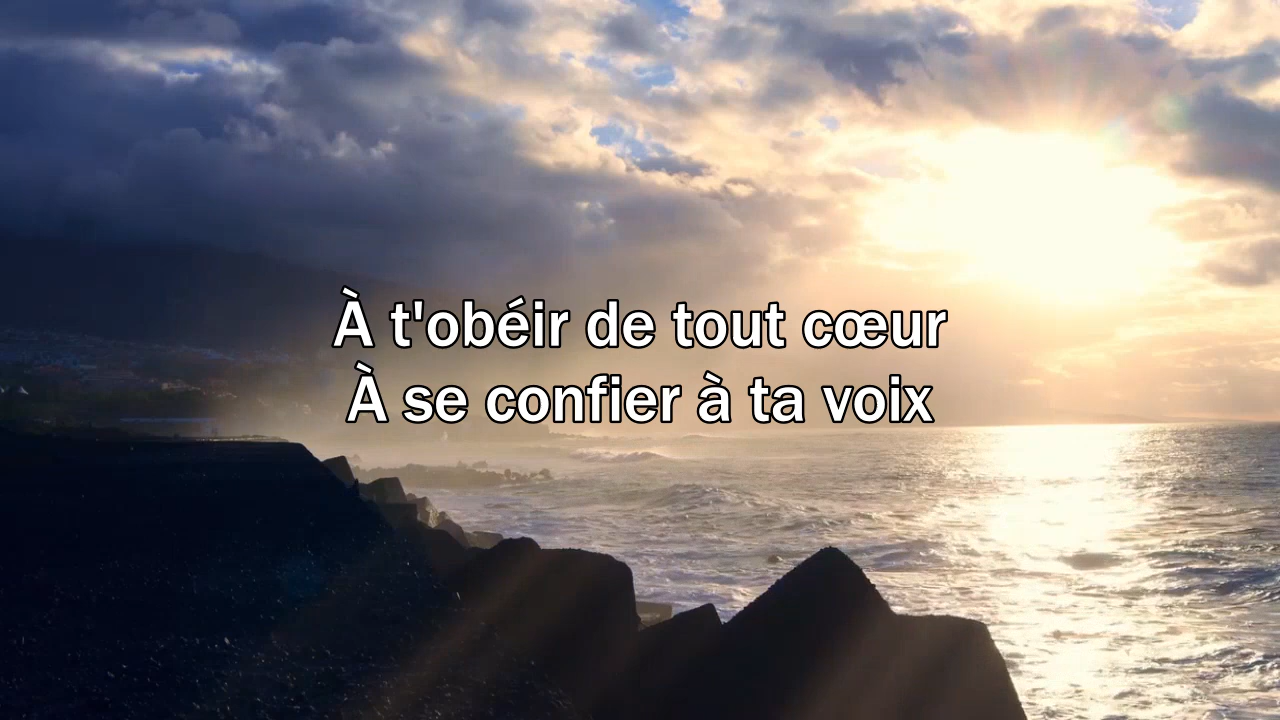 À t'obéir de tout cœur
À se confier à ta voix